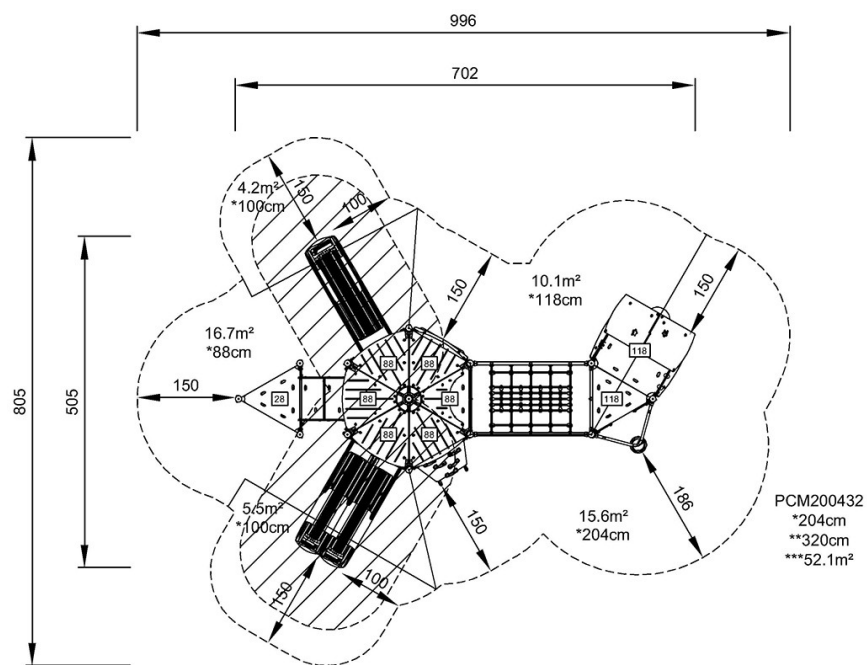 996
702
4.2m²
*100cm
150
100
10.1m²
*118cm
150
150
16.7m²
*88cm
118
150
28
88
88
88
88
88
88
118
805
505
5.5m²
*100cm
150
100
150
15.6m²
*204cm
186
PCM200432
*204cm
**320cm
***52.1m²